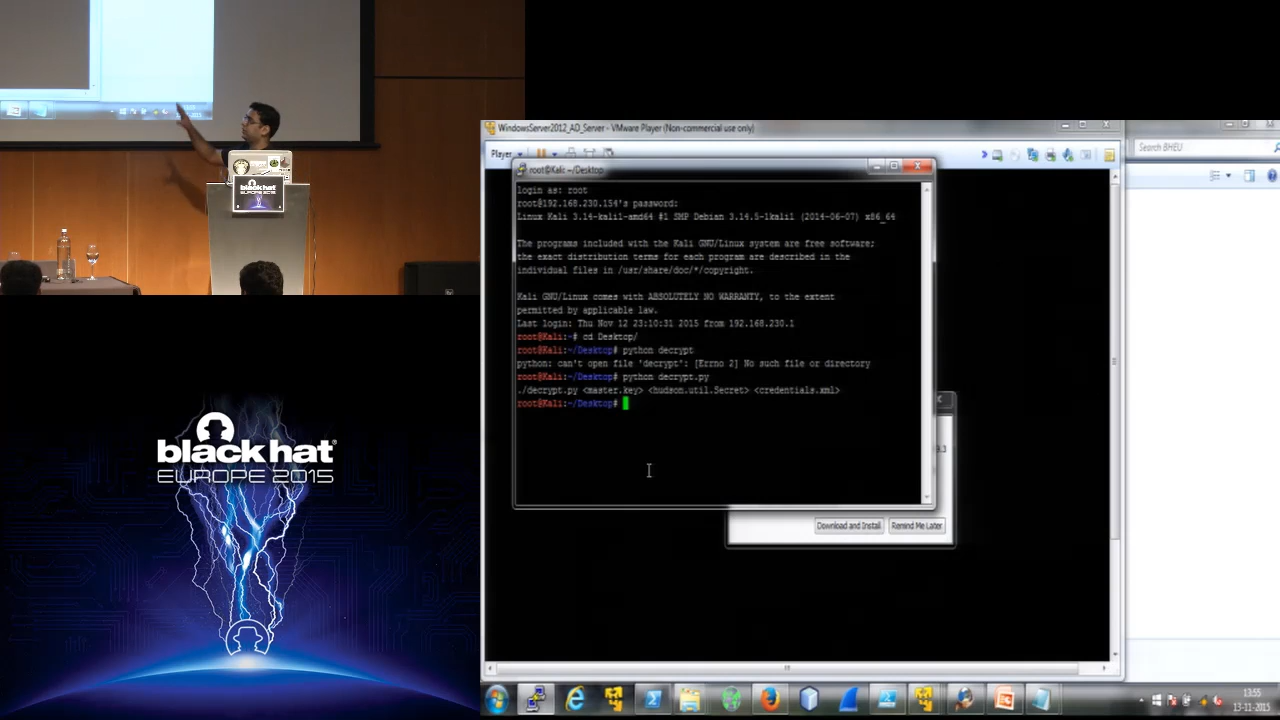 WindowsServer2012_AD_Server - VMware Player (Non-commercial use only)
Player
Search BHEU
root@Kali: ~/Desktop
login as: root
root@192.168.230.154's password:
Linux Kali 3.14-kali1-amd64 #1 SMP Debian 3.14.5-1kali1 (2014-06-07) x86_64
The programs included with the Kali GNU/Linux system are free software;
the exact distribution terms for each program are described in the
individual files in /usr/share/doc/*/copyright.
Kali GNU/Linux comes with ABSOLUTELY NO WARRANTY, to the extent
permitted by applicable law.
Last login: Thu Nov 12 23:10:31 2015 from 192.168.230.1
root@Kali:~# cd Desktop/
root@Kali:~/Desktop# python decrypt
python: can't open file 'decrypt': [Errno 2] No such file or directory
root@Kali:~/Desktop# python decrypt.py
./decrypt.py <master.key> <hudson.util.Secret> <credentials.xml>
root@Kali:~/Desktop#
9.3
Download and Install
Remind Me Later
13:55
13-11-2015
black hat
EUROPE 2015
black hat®
EUROPE 2015